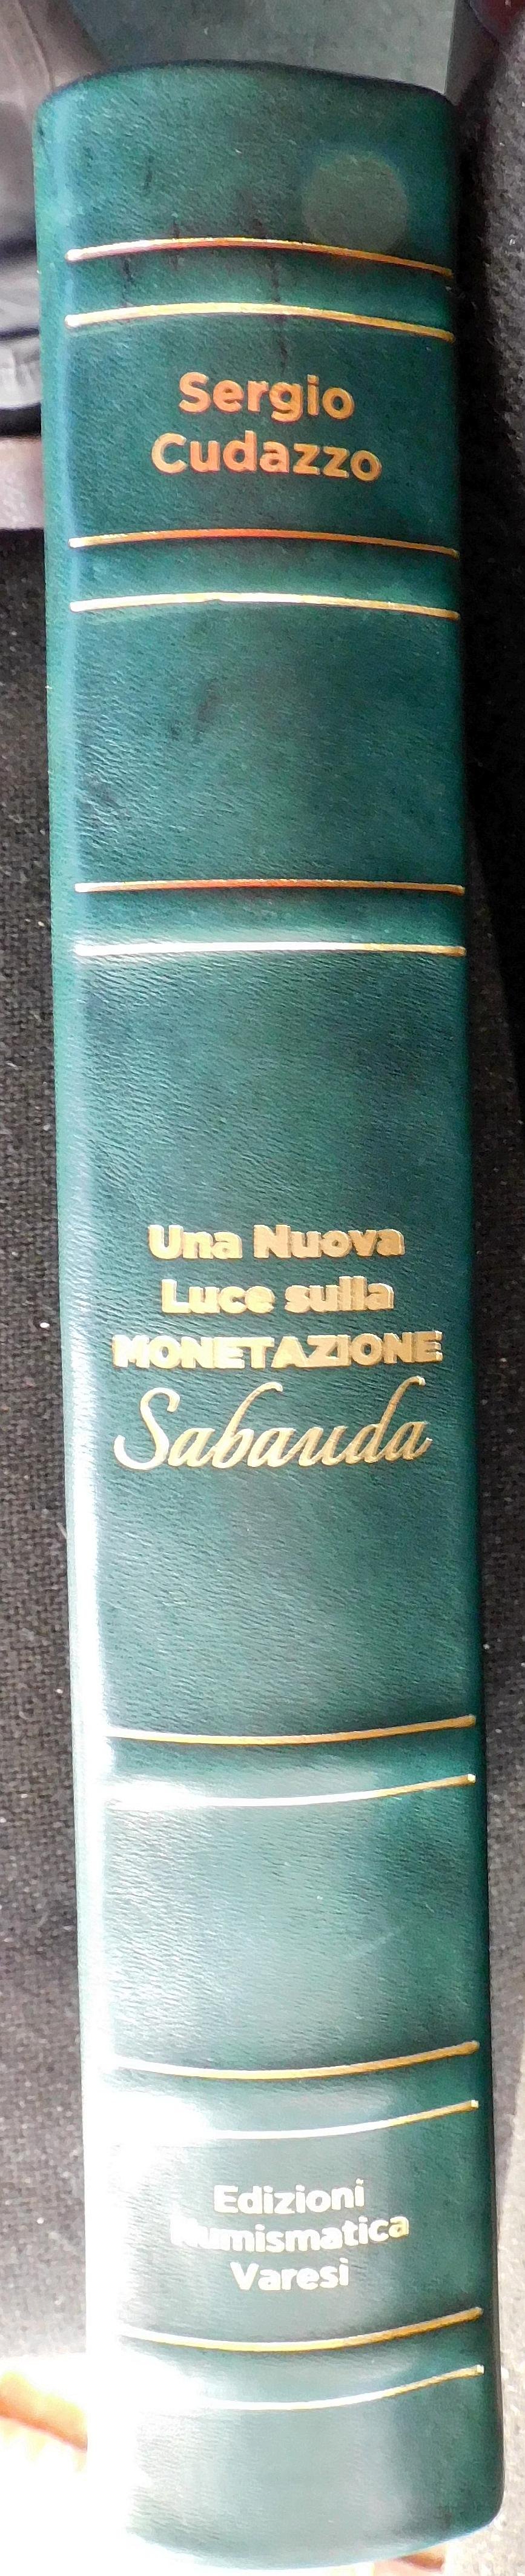 Sergio
Cudazzo
Una Nuova
Luce sulla
MONETAZIONE
Sabauda
Edizioni
Numismatica
Varesi